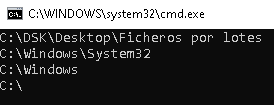 C:\WINDOWS\system32\cmd.exe
C:\DSK\Desktop\Ficheros por lotes
C:\Windows\System32
C:\Windows
C:\